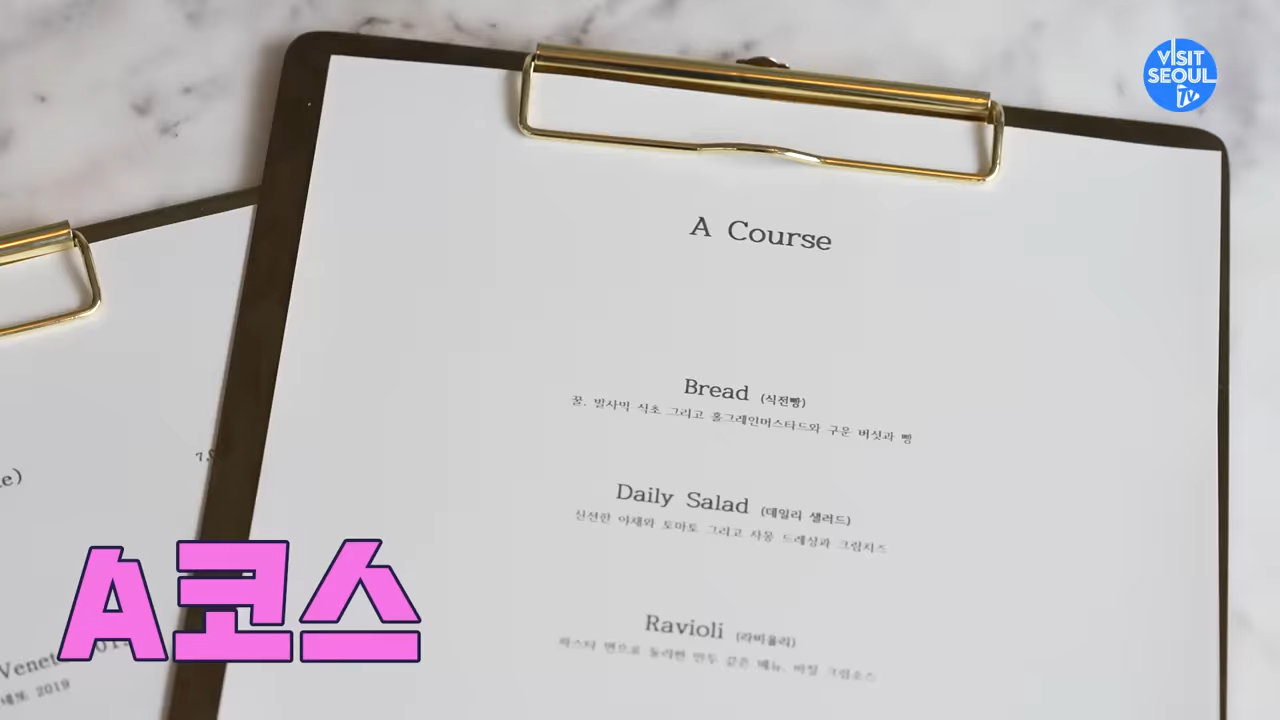 VISIT
SEOUL
tv
A Course
Bread (식전빵)
꿀, 발사믹 식초 그리고 홀그레인머스타드와 구운 버섯과 빵
Daily Salad (데일리 샐러드)
신선한 야채와 토마토 그리고 자몽 드레싱과 크림치즈
Ravioli (라비올리)
파스타 면으로 둘러싼 만두 같은 메뉴. 바질 크림소스
A코스
2019